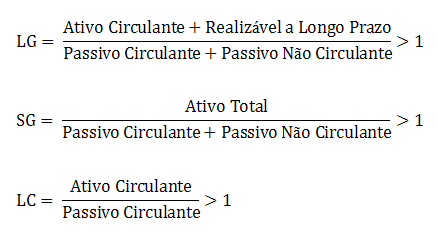 LG = Ativo Circulante + Realizável a Longo Prazo
Passivo Circulante + Passivo Não Circulante > 1
SG = Ativo Total
Passivo Circulante + Passivo Não Circulante > 1
LC = Ativo Circulante
Passivo Circulante > 1